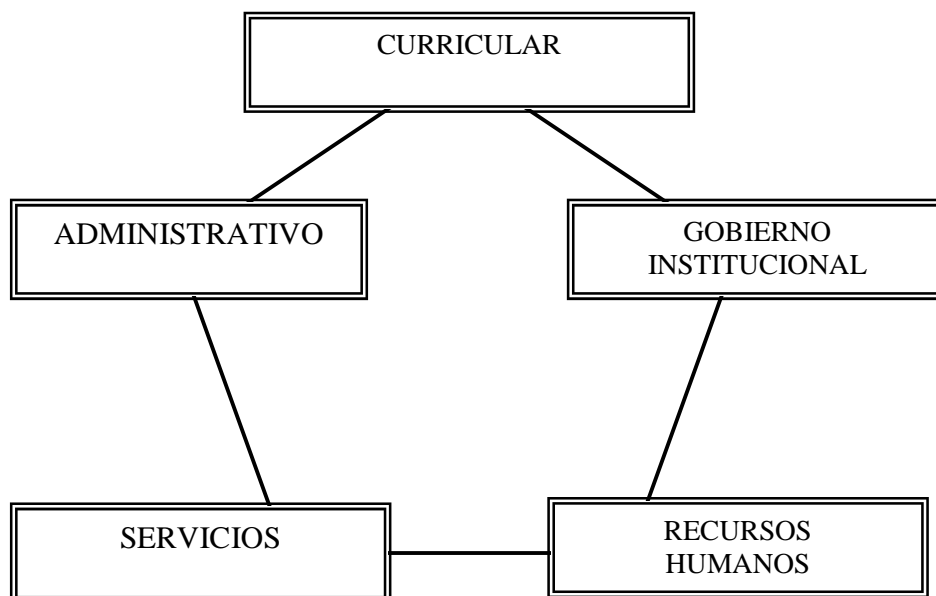 CURRICULAR
ADMINISTRATIVO
GOBIERNO
INSTITUCIONAL
SERVICIOS
RECURSOS
HUMANOS